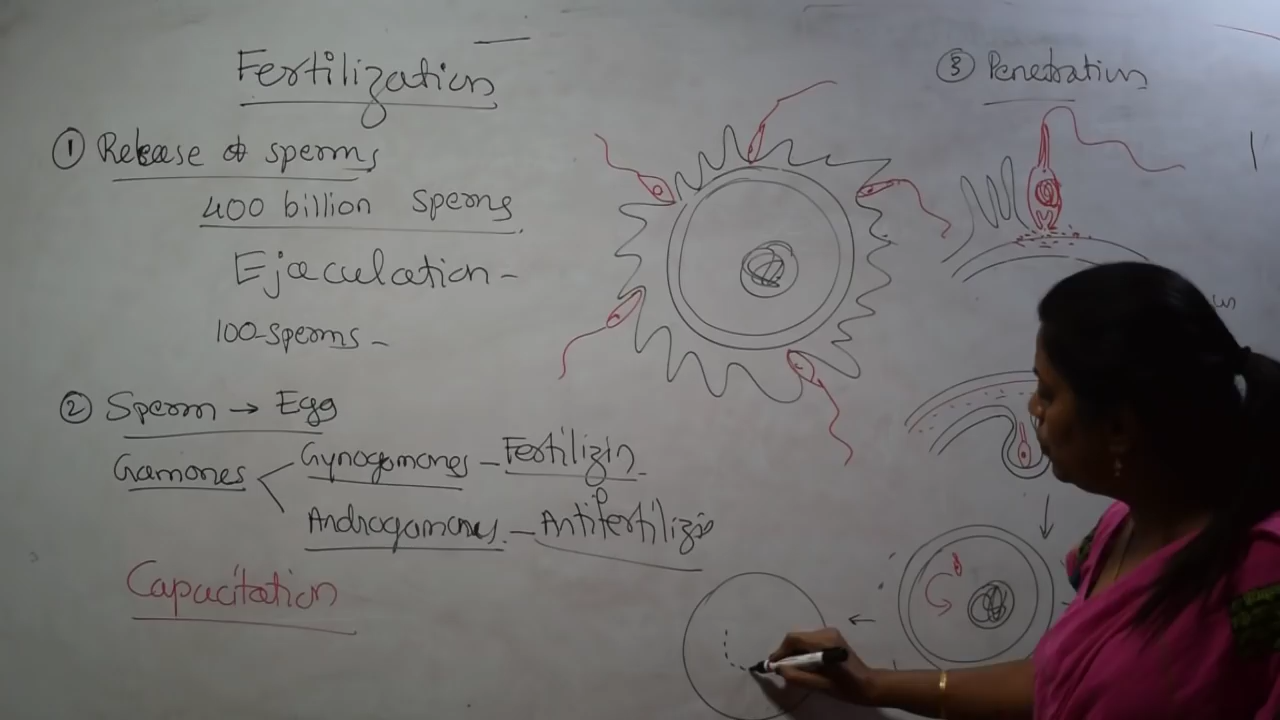 Fertilization
① Release of sperms
400 billion sperms
Ejaculation -
100-sperms -
② Sperm → Egg
Gamones
Gynogamones - Fertilizin
Androgamones. - Antifertilizin
Capacitation
③ Penetration